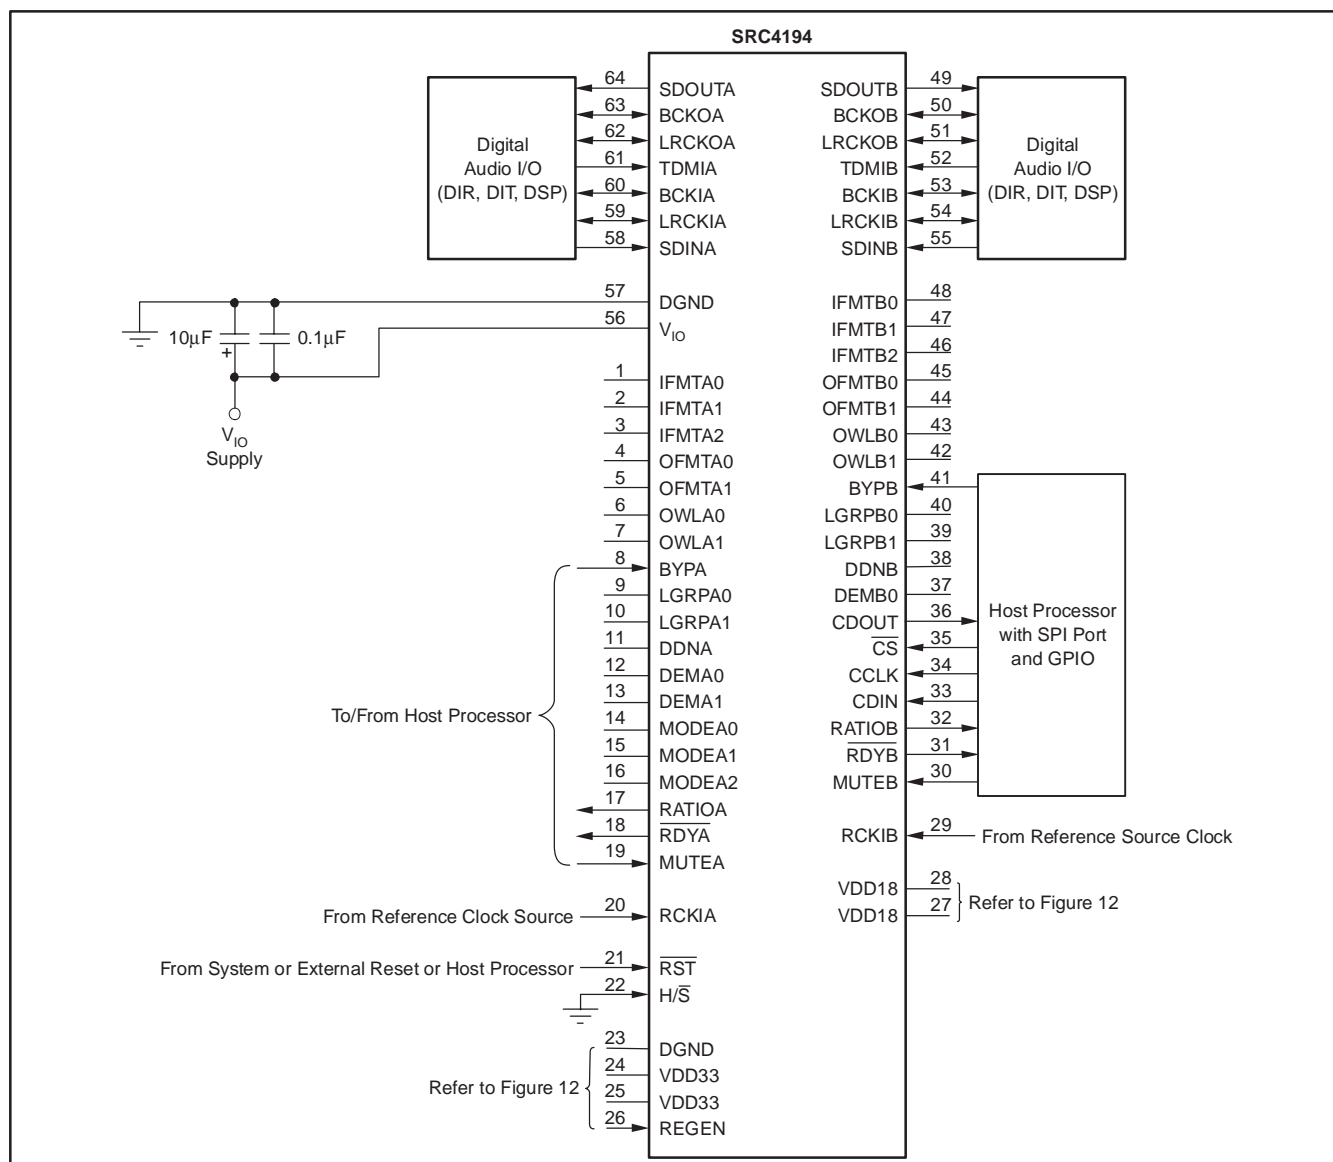 SRC4194
Digital
Audio I/O
(DIR, DIT, DSP)
64 SDOUTA
63 BCKOA
62 LRCKOA
61 TDMIA
60 BCKIA
59 LRCKIA
58 SDINA
57 DGND
56 VIO
10µF
+
0.1µF
VIO
Supply
1 IFMTA0
2 IFMTA1
3 IFMTA2
4 OFMTA0
5 OFMTA1
6 OWLA0
7 OWLA1
8 BYPA
9 LGRPA0
10 LGRPA1
11 DDNA
12 DEMA0
13 DEMA1
14 MODEA0
15 MODEA1
16 MODEA2
17 RATIOA
18 R̅D̅Y̅A̅
19 MUTEA
To/From Host Processor
From Reference Clock Source
20 RCKIA
From System or External Reset or Host Processor
21 R̅S̅T̅
22 H/S̅
23 DGND
24 VDD33
25 VDD33
26 REGEN
Refer to Figure 12
SDOUTB 49
BCKOB 50
LRCKOB 51
TDMIB 52
BCKIB 53
LRCKIB 54
SDINB 55
Digital
Audio I/O
(DIR, DIT, DSP)
IFMTB0 48
IFMTB1 47
IFMTB2 46
OFMTB0 45
OFMTB1 44
OWLB0 43
OWLB1 42
BYPB 41
LGRPB0 40
LGRPB1 39
DDNB 38
DEMB0 37
CDOUT 36
C̅S̅ 35
CCLK 34
CDIN 33
RATIOB 32
R̅D̅Y̅B̅ 31
MUTEB 30
Host Processor
with SPI Port
and GPIO
RCKIB 29
From Reference Source Clock
VDD18 28
VDD18 27
Refer to Figure 12